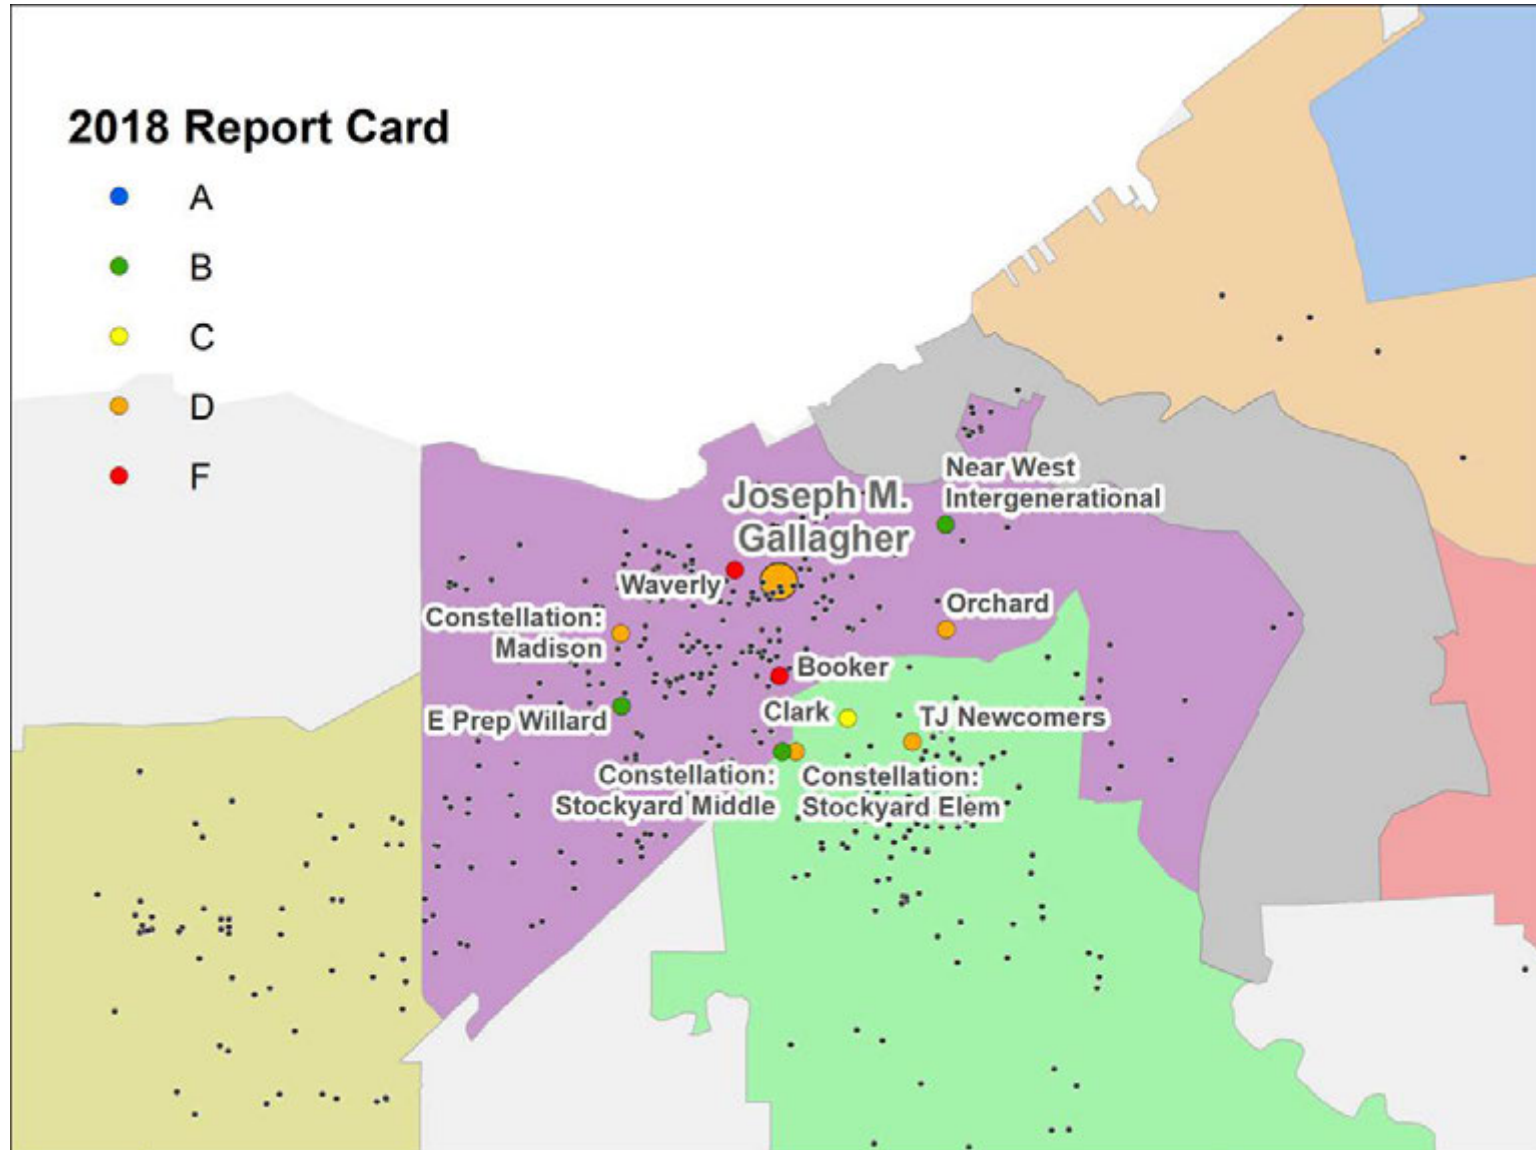 2018 Report Card
A
B
C
D
F
Near West
Intergenerational
Joseph M.
Gallagher
Waverly
Constellation:
Madison
Orchard
Booker
E Prep Willard
Clark
TJ Newcomers
Constellation:
Stockyard Middle
Constellation:
Stockyard Elem